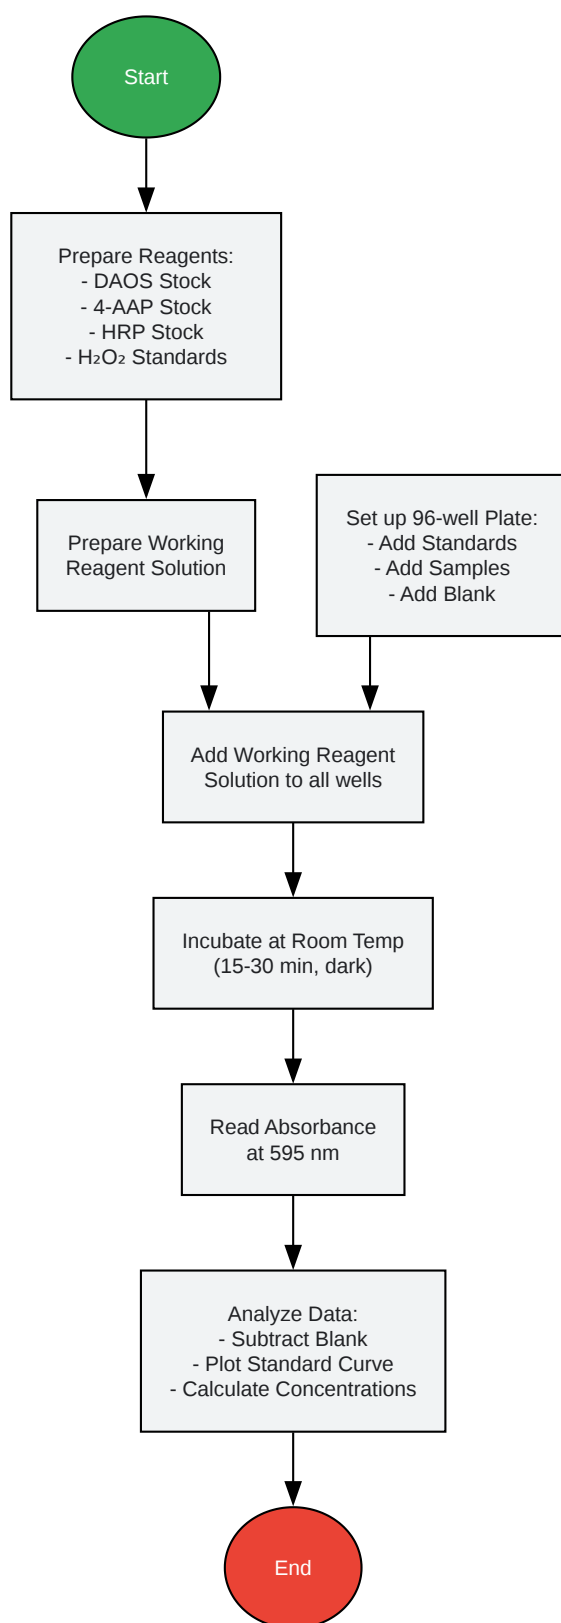 Start
Prepare Reagents:
- DAOS Stock
- 4-AAP Stock
- HRP Stock
- H₂O₂ Standards
Prepare Working
Reagent Solution
Set up 96-well Plate:
- Add Standards
- Add Samples
- Add Blank
Add Working Reagent
Solution to all wells
Incubate at Room Temp
(15-30 min, dark)
Read Absorbance
at 595 nm
Analyze Data:
- Subtract Blank
- Plot Standard Curve
- Calculate Concentrations
End